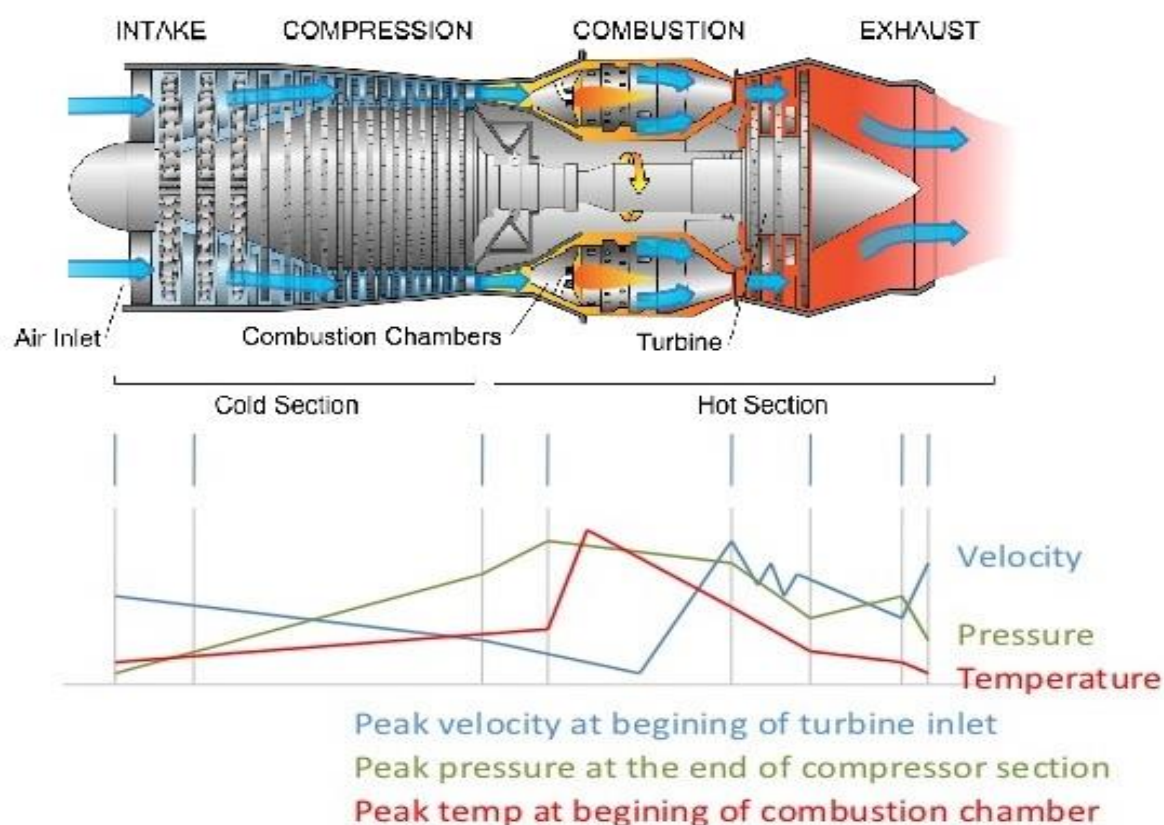 INTAKE COMPRESSION COMBUSTION EXHAUST
Air Inlet Combustion Chambers Turbine
Cold Section Hot Section
Velocity
Pressure
Temperature
Peak velocity at begining of turbine inlet
Peak pressure at the end of compressor section
Peak temp at begining of combustion chamber